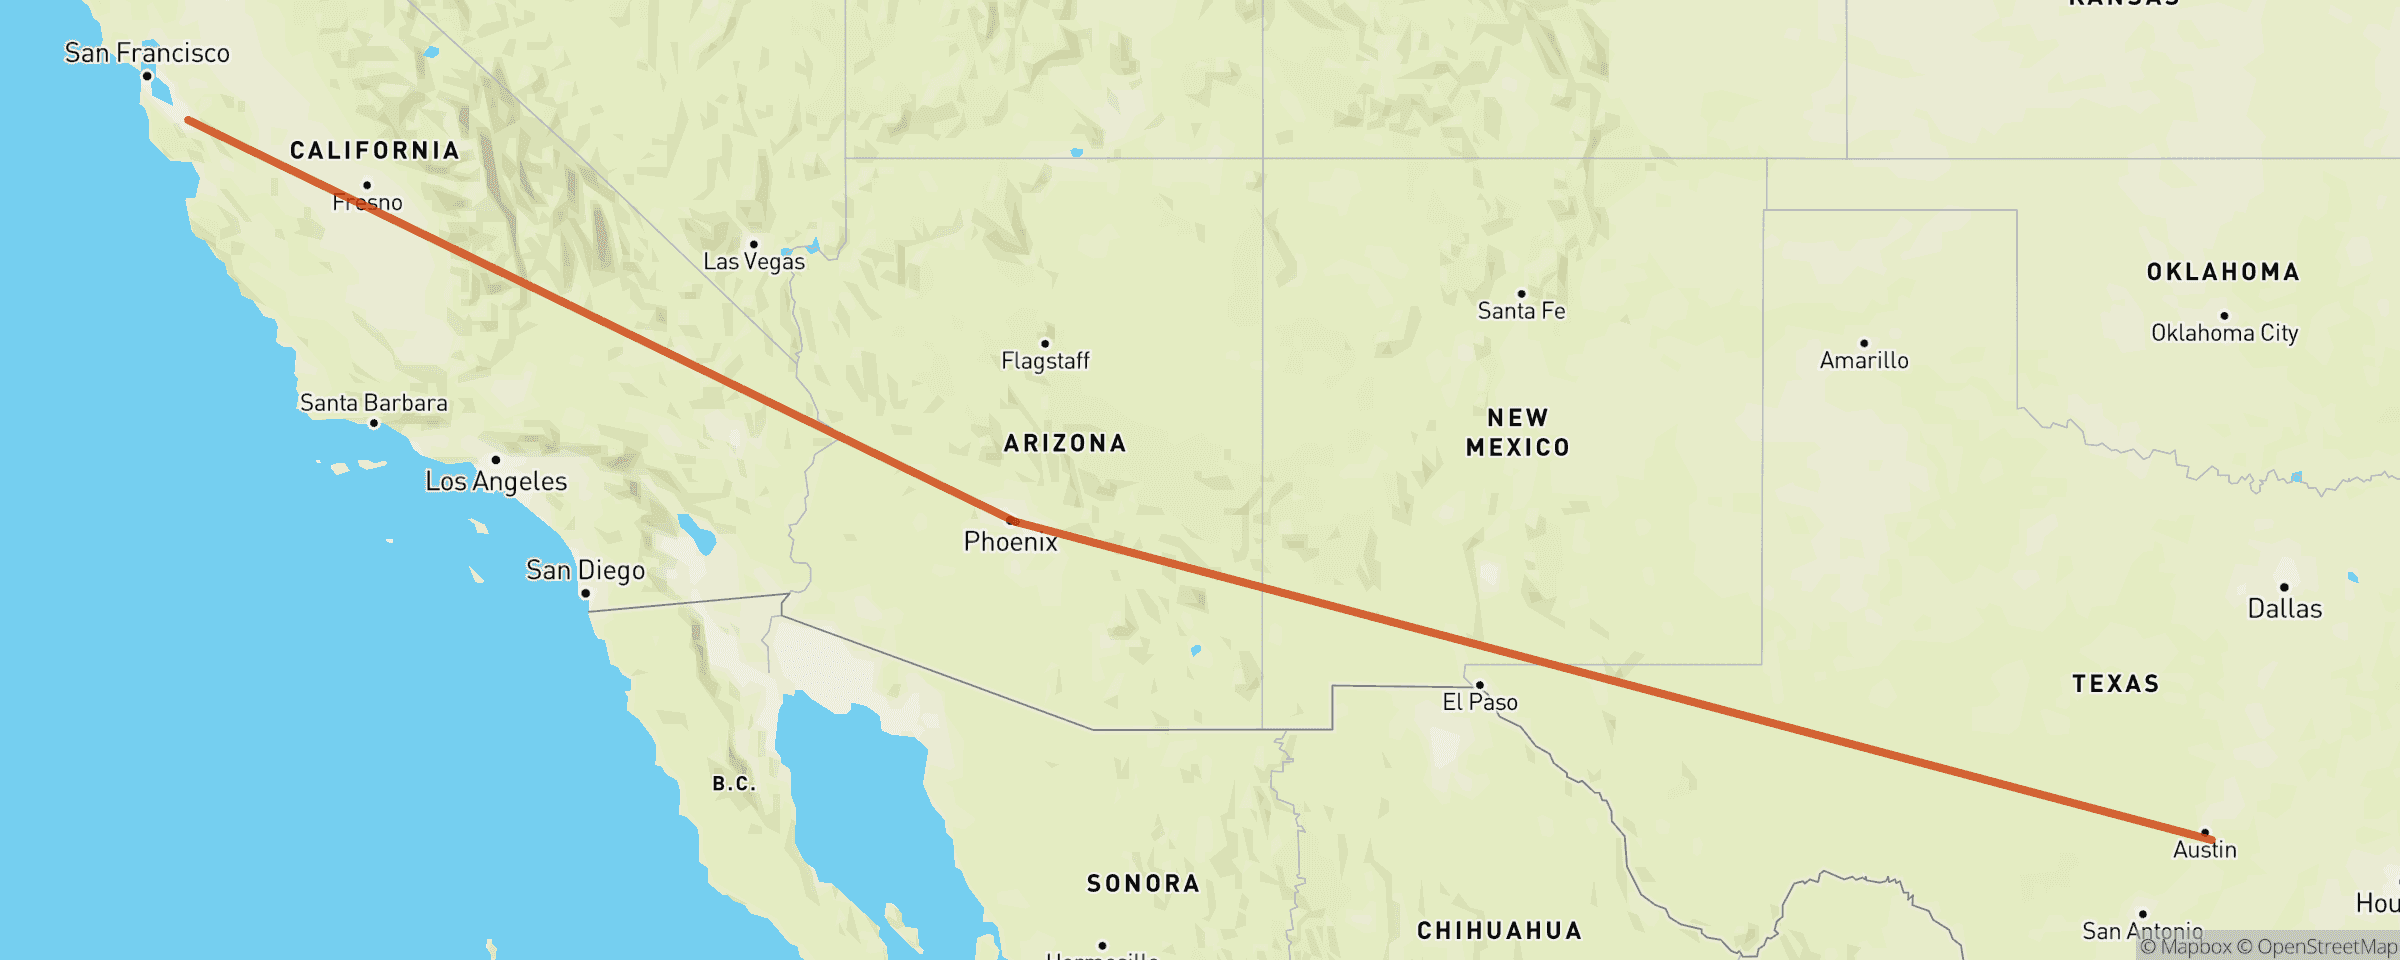 KANSAS
San Francisco
CALIFORNIA
Fresno
Las Vegas
Santa Fe
OKLAHOMA
Oklahoma City
Flagstaff
Amarillo
Santa Barbara
NEW
MEXICO
ARIZONA
Los Angeles
Phoenix
San Diego
Dallas
TEXAS
El Paso
B.C.
Austin
SONORA
Hou
CHIHUAHUA
San Antonio
© Mapbox © OpenStreetMap
Hermosillo